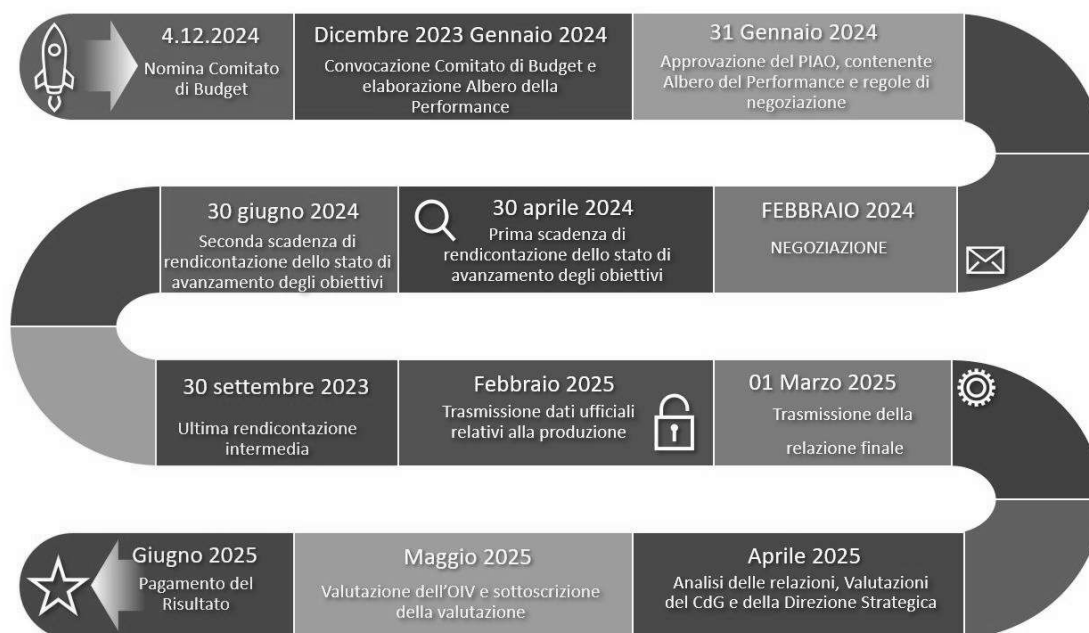 4.12.2024
Nomina Comitato
di Budget
Dicembre 2023 Gennaio 2024
Convocazione Comitato di Budget e
elaborazione Albero della
Performance
31 Gennaio 2024
Approvazione del PIAO, contenente
Albero del Performance e regole di
negoziazione
FEBBRAIO 2024
NEGOZIAZIONE
30 aprile 2024
Prima scadenza di
rendicontazione dello stato di
avanzamento degli obiettivi
30 giugno 2024
Seconda scadenza di
rendicontazione dello stato di
avanzamento degli obiettivi
30 settembre 2023
Ultima rendicontazione
intermedia
Febbraio 2025
Trasmissione dati ufficiali
relativi alla produzione
01 Marzo 2025
Trasmissione della
relazione finale
Aprile 2025
Analisi delle relazioni, Valutazioni
del CdG e della Direzione Strategica
Maggio 2025
Valutazione dell'OIV e sottoscrizione
della valutazione
Giugno 2025
Pagamento del
Risultato